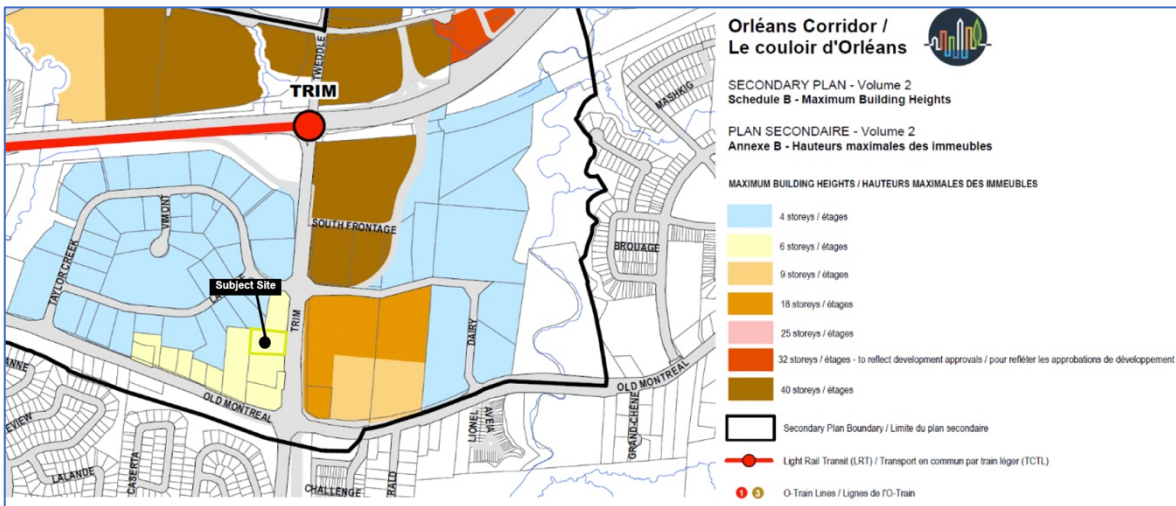 TWEDDLE
TRIM
MASHKIG
SOUTH FRONTAGE
VIMONT
TAYLOR CREEK
BROUAGE
Subject Site
TRIM
DAIRY
OLD MONTREAL
OLD MONTREAL
LALANDE
CASERTA
CHALLENGE
LIONEL
AVEIA
GRAND-CHÊNE
Orléans Corridor /
Le couloir d'Orléans
SECONDARY PLAN - Volume 2
Schedule B - Maximum Building Heights
PLAN SECONDAIRE - Volume 2
Annexe B - Hauteurs maximales des immeubles
MAXIMUM BUILDING HEIGHTS / HAUTEURS MAXIMALES DES IMMEUBLES
4 storeys / étages
6 storeys / étages
9 storeys / étages
18 storeys / étages
25 storeys / étages
32 storeys / étages - to reflect development approvals / pour refléter les approbations de développement
40 storeys / étages
Secondary Plan Boundary / Limite du plan secondaire
Light Rail Transit (LRT) / Transport en commun par train léger (TCTL)
1 3 O-Train Lines / Lignes de l'O-Train